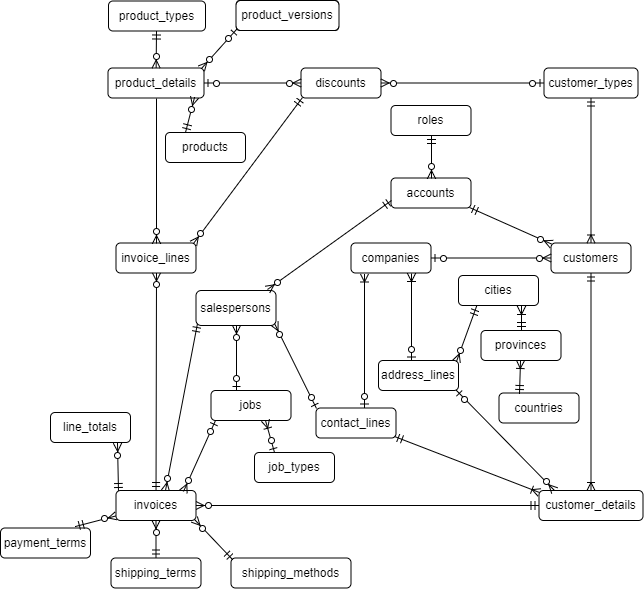 product_types
product_versions
product_details
discounts
customer_types
roles
products
accounts
invoice_lines
companies
customers
cities
salespersons
provinces
address_lines
jobs
countries
contact_lines
line_totals
job_types
invoices
customer_details
payment_terms
shipping_terms
shipping_methods